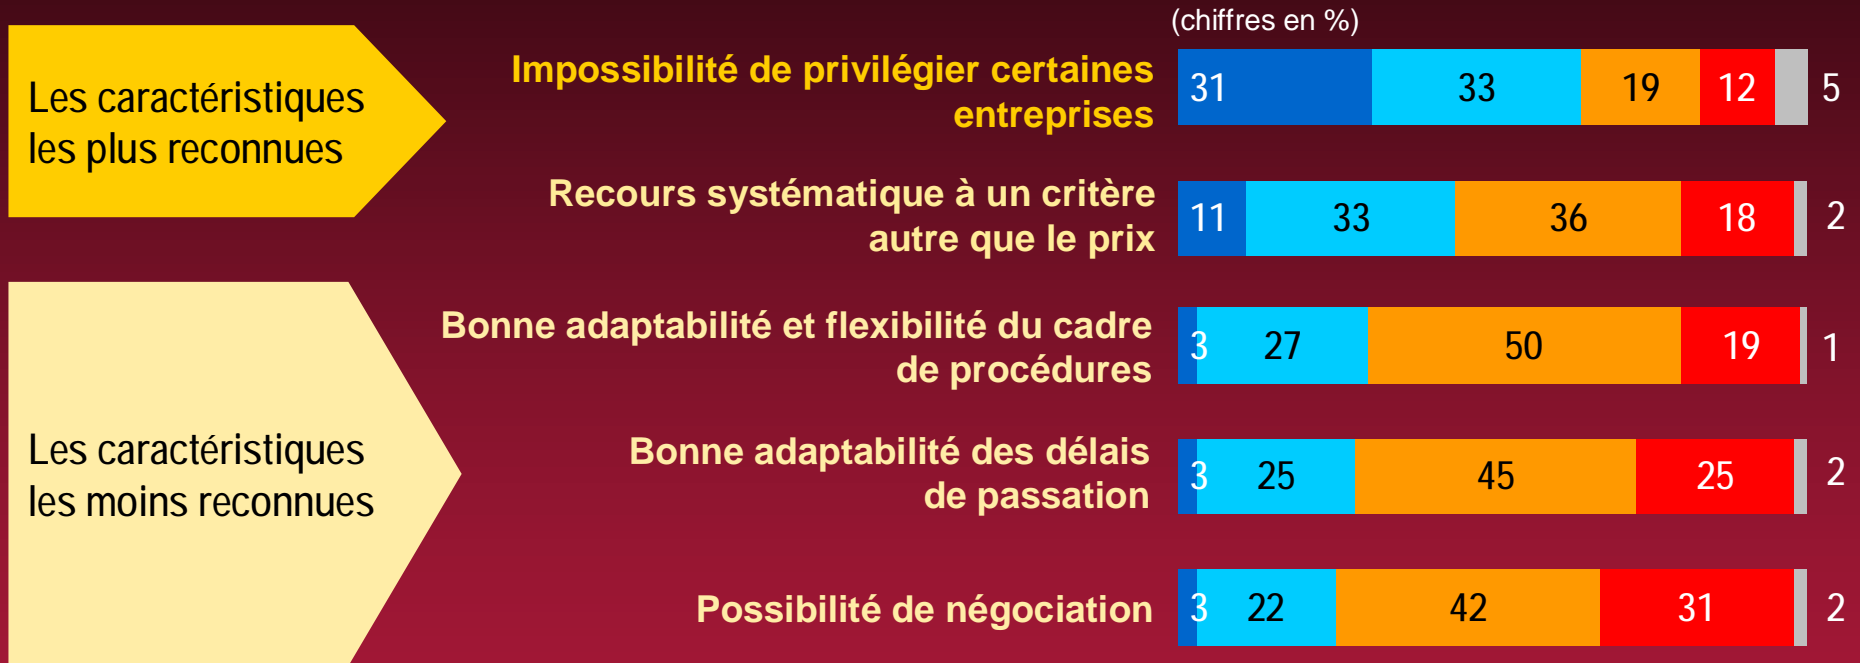 (chiffres en %)
Les caractéristiques
les plus reconnues
Impossibilité de privilégier certaines
entreprises
31 33 19 12 5
Recours systématique à un critère
autre que le prix
11 33 36 18 2
Les caractéristiques
les moins reconnues
Bonne adaptabilité et flexibilité du cadre
de procédures
3 27 50 19 1
Bonne adaptabilité des délais
de passation
3 25 45 25 2
Possibilité de négociation
3 22 42 31 2